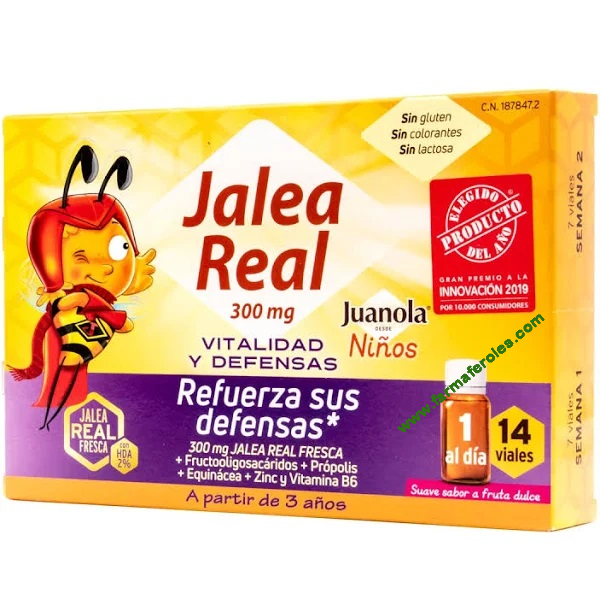 C.N. 187847.2
Sin gluten
Sin colorantes
Sin lactosa
Jalea
Real
300 mg
VITALIDAD
Y DEFENSAS
Juanola®
DESDE
Niños
ELEGIDO
PRODUCTO
DEL AÑO
GRAN PREMIO A LA
INNOVACIÓN 2019
POR 10.000 CONSUMIDORES
7 viales
SEMANA 2
7 viales
SEMANA 1
www.farmaferoles.com
Refuerza sus
defensas*
300 mg JALEA REAL FRESCA
+ Fructooligosacáridos + Própolis
+ Equinácea + Zinc y Vitamina B6
A partir de 3 años
JALEA
REAL
FRESCA
con
HDA
2%
1
al día
14
viales
Suave sabor a fruta dulce